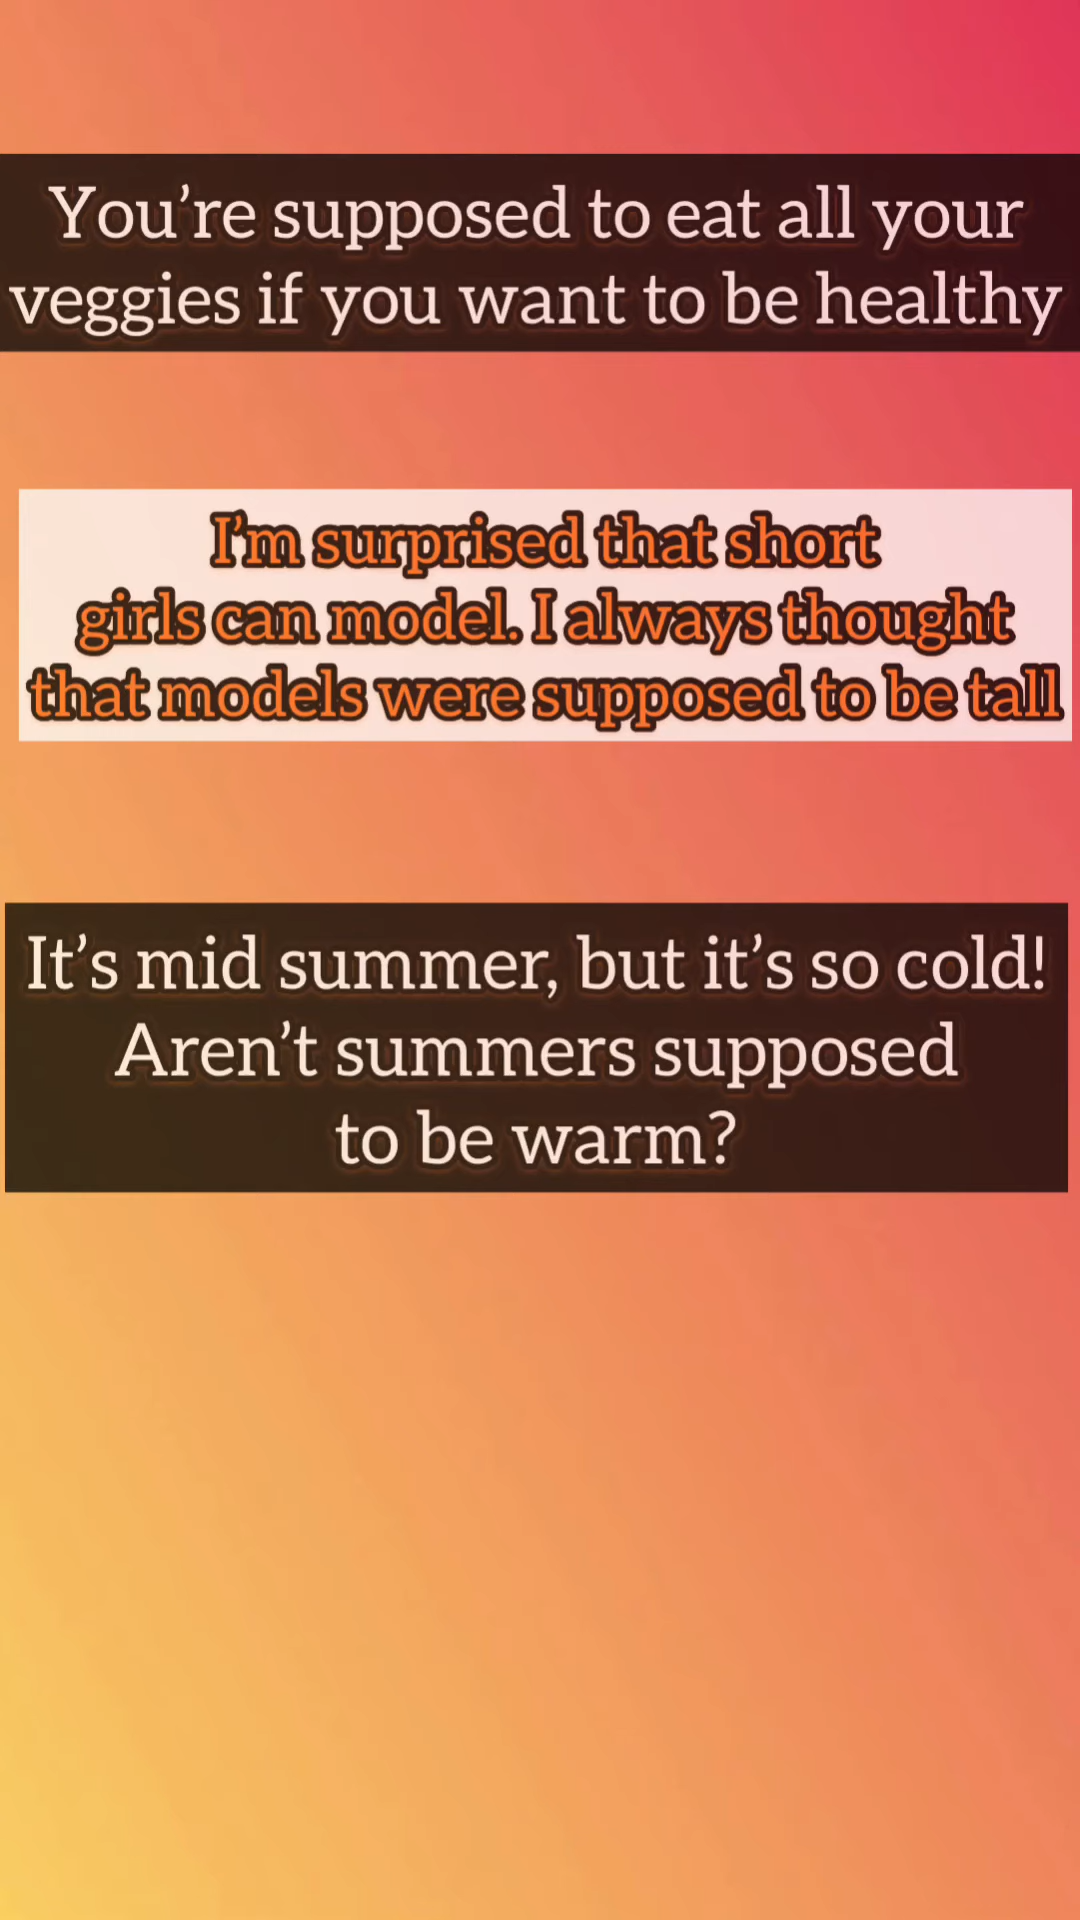 You’re supposed to eat all your
veggies if you want to be healthy
I’m surprised that short
girls can model. I always thought
that models were supposed to be tall
It’s mid summer, but it’s so cold!
Aren’t summers supposed
to be warm?